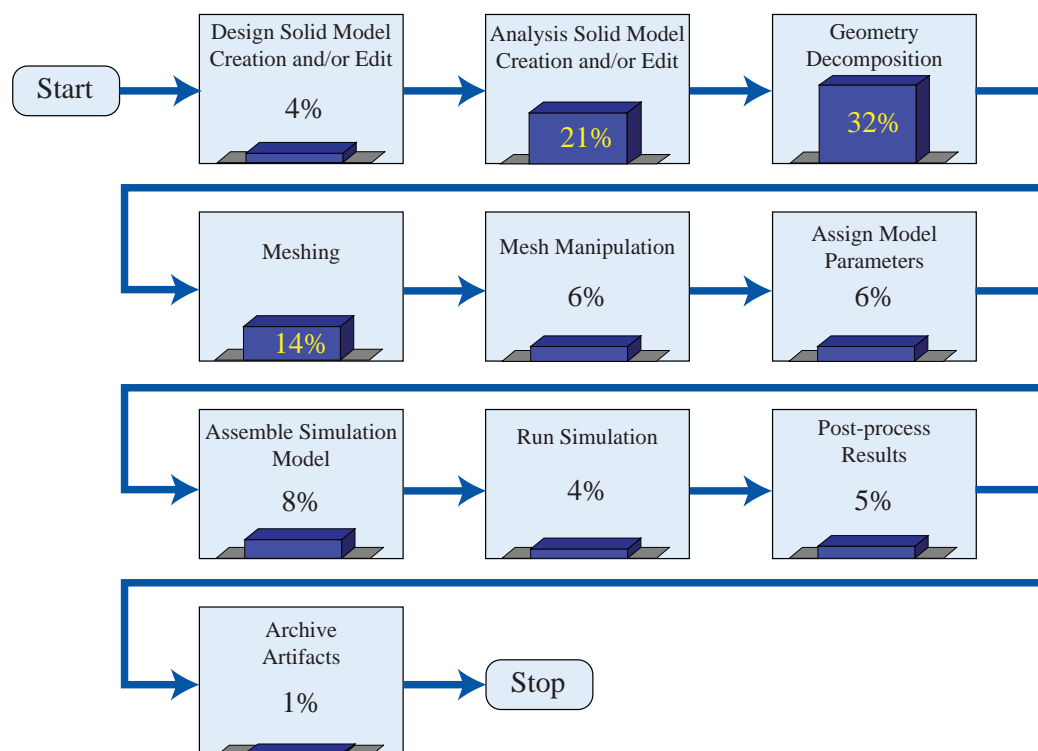 Start
Design Solid Model
Creation and/or Edit
4%
Analysis Solid Model
Creation and/or Edit
21%
Geometry
Decomposition
32%
Meshing
14%
Mesh Manipulation
6%
Assign Model
Parameters
6%
Assemble Simulation
Model
8%
Run Simulation
4%
Post-process
Results
5%
Archive
Artifacts
1%
Stop